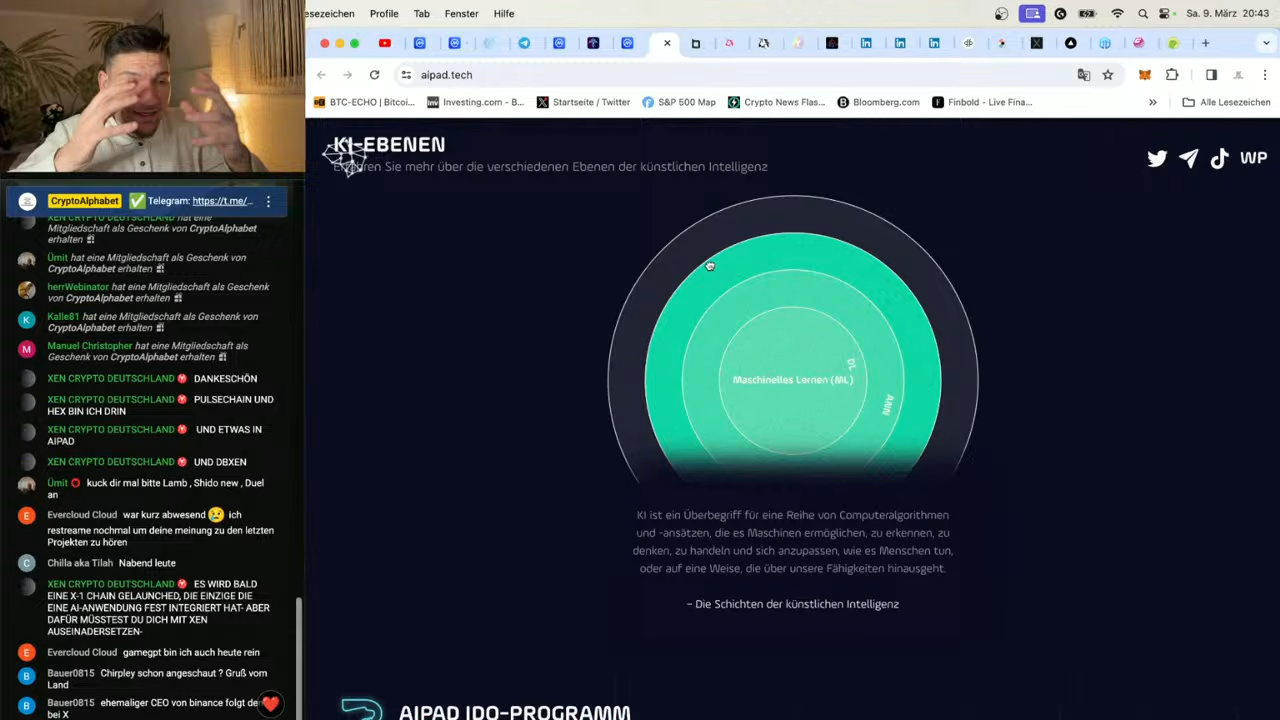 esezeichen Profile Tab Fenster Hilfe
Sa. 9. März 20:43
aipad.tech
BTC-ECHO | Bitcoi...
Investing.com - B...
Startseite / Twitter
S&P 500 Map
Crypto News Flas...
Bloomberg.com
Finbold - Live Fina...
Alle Lesezeichen
KI-EBENEN
Erfahren Sie mehr über die verschiedenen Ebenen der künstlichen Intelligenz
WP
Maschinelles Lernen (ML)
DL
ANN
KI ist ein Überbegriff für eine Reihe von Computeralgorithmen
und -ansätzen, die es Maschinen ermöglichen, zu erkennen, zu
denken, zu handeln und sich anzupassen, wie es Menschen tun,
oder auf eine Weise, die über unsere Fähigkeiten hinausgeht.
– Die Schichten der künstlichen Intelligenz
AIPAD IDO-PROGRAMM
CryptoAlphabet Telegram: https://t.me/...
XEN CRYPTO DEUTSCHLAND hat eine
Mitgliedschaft als Geschenk von CryptoAlphabet
erhalten
Ümit hat eine Mitgliedschaft als Geschenk von
CryptoAlphabet erhalten
herrWebinator hat eine Mitgliedschaft als Geschenk
von CryptoAlphabet erhalten
K Kalle81 hat eine Mitgliedschaft als Geschenk von
CryptoAlphabet erhalten
M Manuel Christopher hat eine Mitgliedschaft als
Geschenk von CryptoAlphabet erhalten
XEN CRYPTO DEUTSCHLAND DANKESCHÖN
XEN CRYPTO DEUTSCHLAND PULSECHAIN UND
HEX BIN ICH DRIN
XEN CRYPTO DEUTSCHLAND UND ETWAS IN
AIPAD
XEN CRYPTO DEUTSCHLAND UND DBXEN
Ümit kuck dir mal bitte Lamb , Shido new , Duel
an
E Evercloud Cloud war kurz abwesend 😢 ich
restreame nochmal um deine meinung zu den letzten
Projekten zu hören
C Chilla aka Tilah Nabend leute
XEN CRYPTO DEUTSCHLAND ES WIRD BALD
EINE X-1 CHAIN GELAUNCHED, DIE EINZIGE DIE
EINE AI-ANWENDUNG FEST INTEGRIERT HAT- ABER
DAFÜR MÜSSTEST DU DICH MIT XEN
AUSEINADERSETZEN-
E Evercloud Cloud gamegpt bin ich auch heute rein
B Bauer0815 Chirpley schon angeschaut ? Gruß vom
Land
B Bauer0815 ehemaliger CEO von binance folgt
bei X